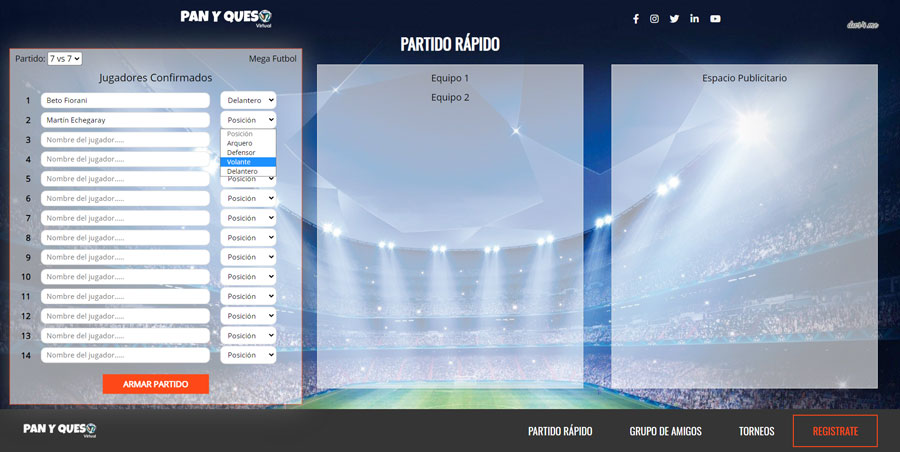 PAN Y QUESO
Virtual
dav4.me
PARTIDO RÁPIDO
Partido: 7 vs 7 Mega Futbol
Jugadores Confirmados
1 Beto Fiorani Delantero
2 Martín Echegaray Posición
Posición
Arquero
Defensor
Volante
Delantero
3 Nombre del jugador.....
4 Nombre del jugador.....
5 Nombre del jugador..... Posición
6 Nombre del jugador..... Posición
7 Nombre del jugador..... Posición
8 Nombre del jugador..... Posición
9 Nombre del jugador..... Posición
10 Nombre del jugador..... Posición
11 Nombre del jugador..... Posición
12 Nombre del jugador..... Posición
13 Nombre del jugador..... Posición
14 Nombre del jugador..... Posición
ARMAR PARTIDO
Equipo 1
Equipo 2
Espacio Publicitario
PAN Y QUESO
Virtual
PARTIDO RÁPIDO GRUPO DE AMIGOS TORNEOS REGISTRATE